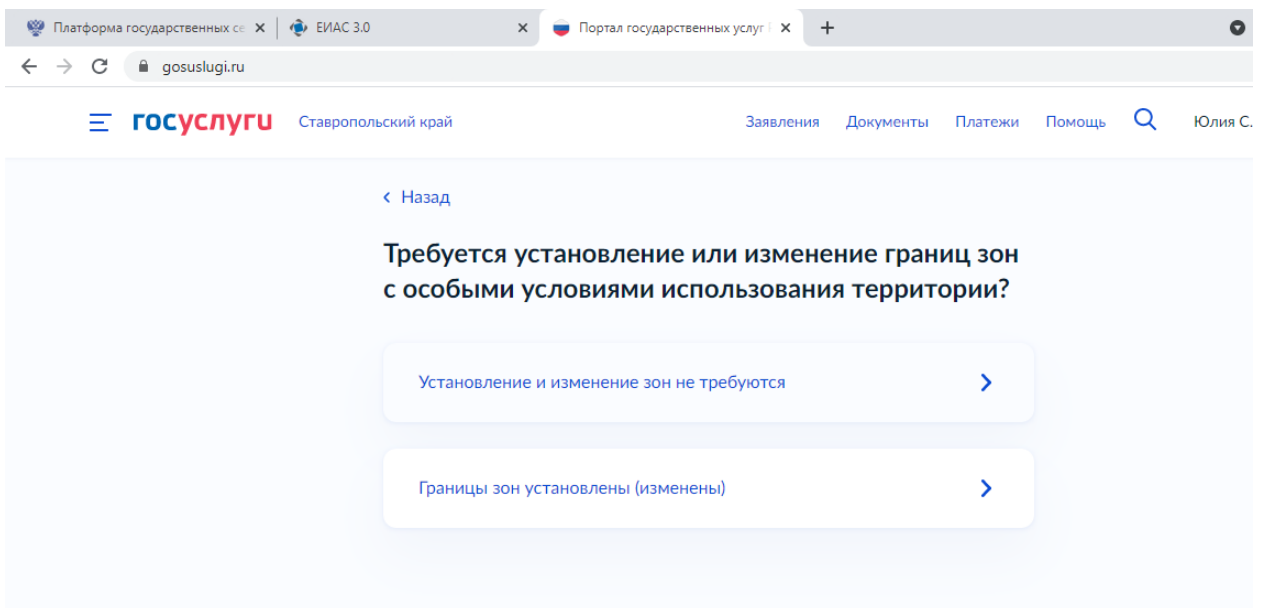 Платформа государственных се
ЕИАС 3.0
Портал государственных услуг
gosuslugi.ru
госуслуги Ставропольский край Заявления Документы Платежи Помощь Юлия С.
Назад
Требуется установление или изменение границ зон
с особыми условиями использования территории?
Установление и изменение зон не требуются
Границы зон установлены (изменены)